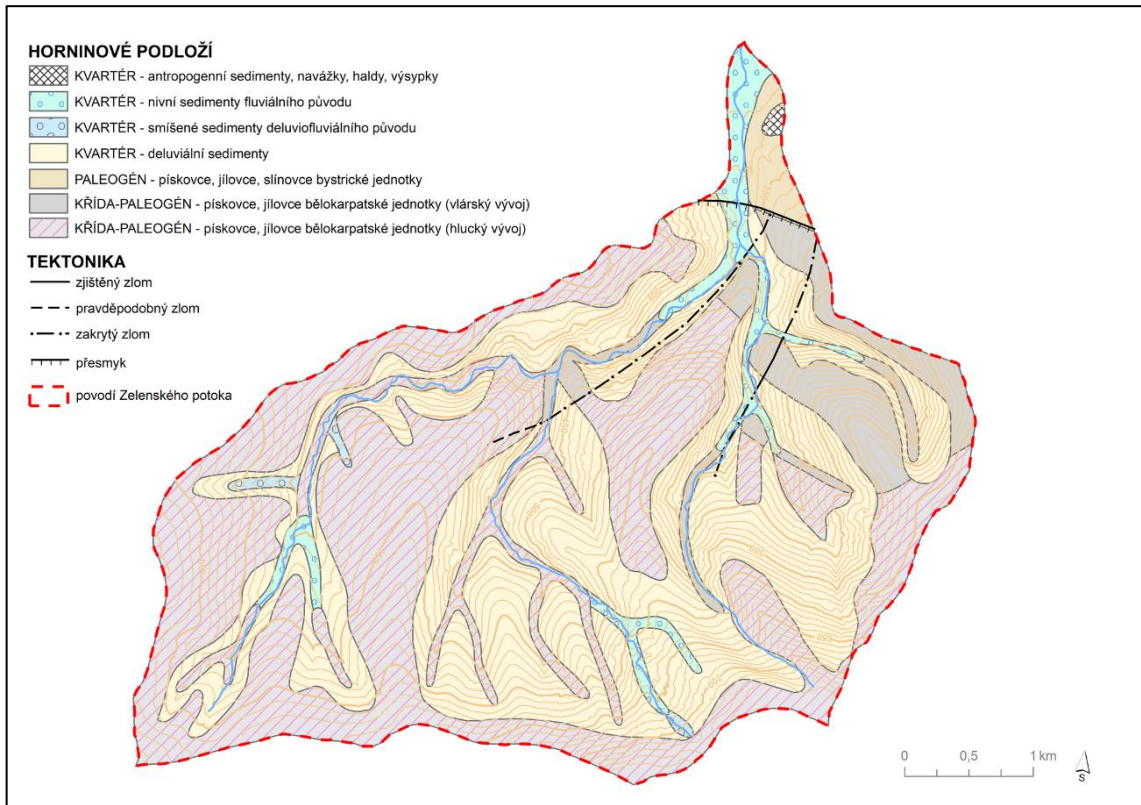 HORNINOVÉ PODLOŽÍ
KVARTÉR - antropogenní sedimenty, navážky, haldy, výsypky
KVARTÉR - nivní sedimenty fluviálního původu
KVARTÉR - smíšené sedimenty deluviofluviálního původu
KVARTÉR - deluviální sedimenty
PALEOGÉN - pískovce, jílovce, slínovce bystrické jednotky
KŘÍDA-PALEOGÉN - pískovce, jílovce bělokarpatské jednotky (vlárský vývoj)
KŘÍDA-PALEOGÉN - pískovce, jílovce bělokarpatské jednotky (hlucký vývoj)
TEKTONIKA
zjištěný zlom
pravděpodobný zlom
zakrytý zlom
přesmyk
povodí Zelenského potoka
0 0,5 1 km
S